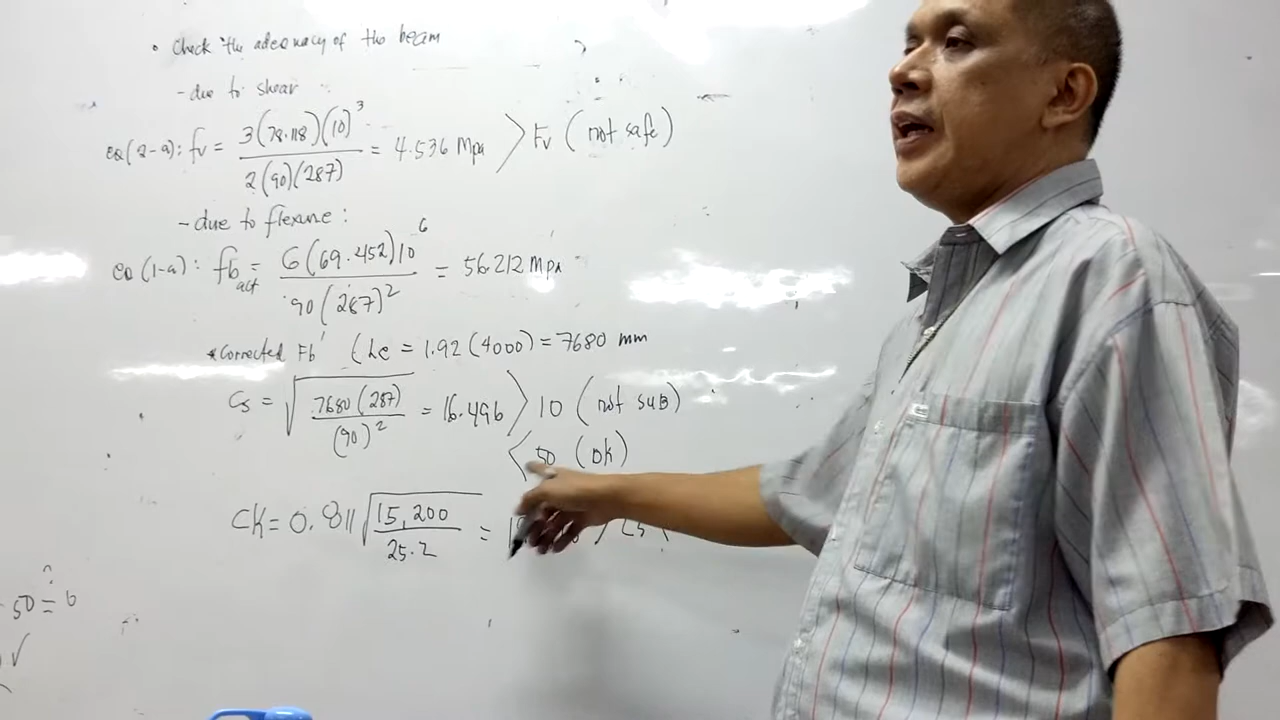 • Check the adequacy of the beam
- due to shear
eq (2-a): fv = 3(78.118)(10)^3 / 2(90)(287) = 4.536 Mpa > Fv (not safe)
- due to flexure:
eq (1-a): fb act = 6(69.452)10^6 / 90(287)^2 = 56.212 Mpa
*Corrected Fb' (Le = 1.92(4000) = 7680 mm
Cs = √(7680(287) / (90)^2) = 16.496 > 10 (not sub)
< 50 (ok)
CK = 0.811 √(15,200 / 25.2) =
50 = b